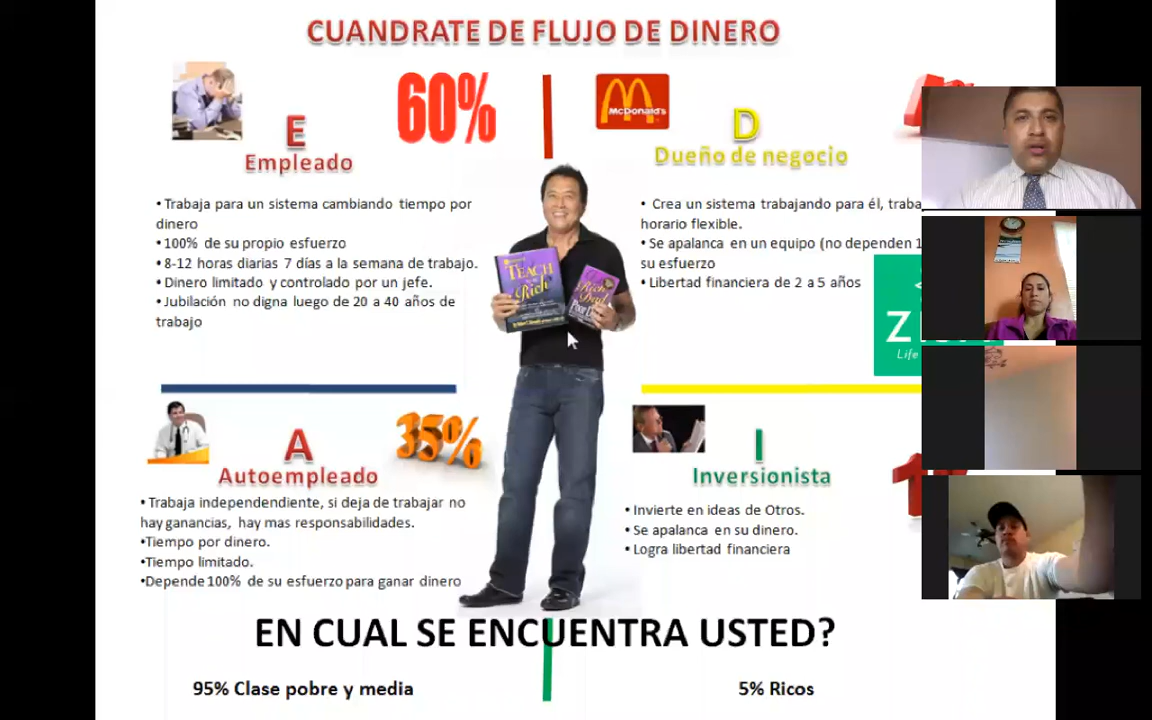 CUANDRATE DE FLUJO DE DINERO
60%
McDonald's
E
Empleado
D
Dueño de negocio
• Trabaja para un sistema cambiando tiempo por
dinero
• 100% de su propio esfuerzo
• 8-12 horas diarias 7 días a la semana de trabajo.
• Dinero limitado y controlado por un jefe.
• Jubilación no digna luego de 20 a 40 años de
trabajo
• Crea un sistema trabajando para él,
horario flexible.
• Se apalanca en un equipo (no dependen
su esfuerzo
• Libertad financiera de 2 a 5 años
TEACH
Rich
Rich Dad
Life
A
Autoempleado
35%
I
Inversionista
• Trabaja independendiente, si deja de trabajar no
hay ganancias, hay mas responsabilidades.
•Tiempo por dinero.
•Tiempo limitado.
•Depende 100% de su esfuerzo para ganar dinero
• Invierte en ideas de Otros.
• Se apalanca en su dinero.
• Logra libertad financiera
EN CUAL SE ENCUENTRA USTED?
95% Clase pobre y media
5% Ricos